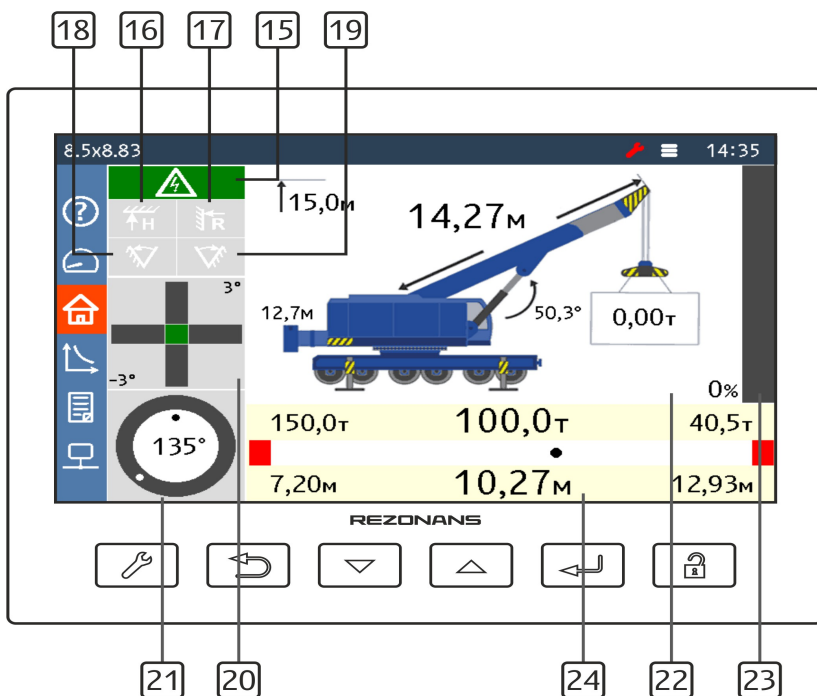 18 16 17 15 19
8.5x8.83 14:35
15,0м
14,27м
H R
3°
12,7м 50,3° 0,00т
-3°
0%
150,0т 100,0т 40,5т
135°
7,20м 10,27м 12,93м
REZONANS
21 20 24 22 23